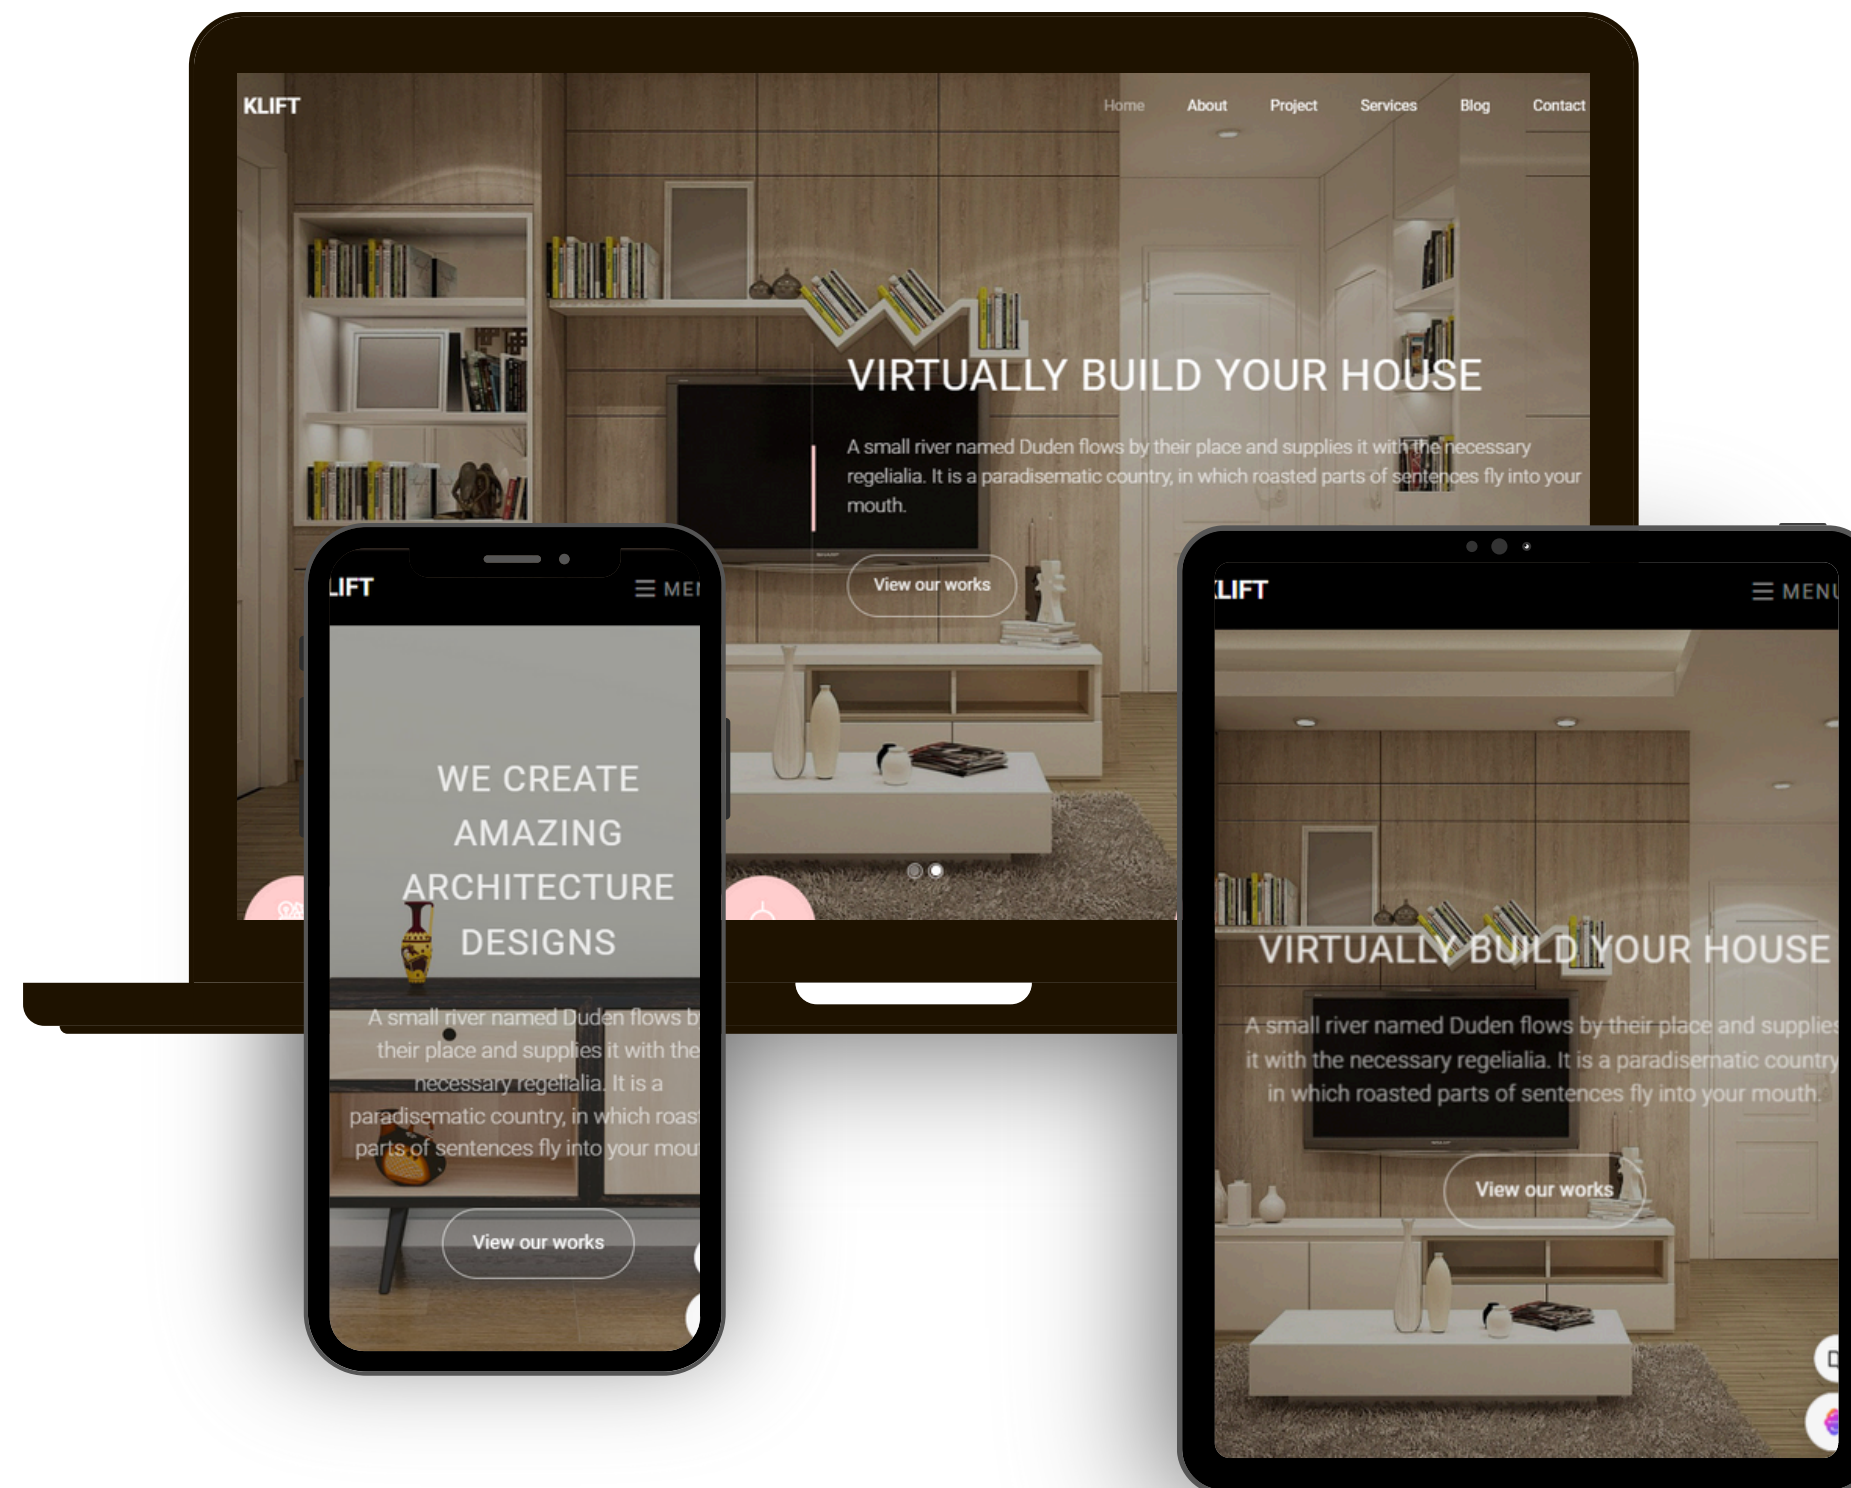 KLIFT
Home About Project Services Blog Contact
VIRTUALLY BUILD YOUR HOUSE
A small river named Duden flows by their place and supplies it with the necessary
regelialia. It is a paradisematic country, in which roasted parts of sentences fly into your
mouth.
View our works
LIFT
MEN
WE CREATE
AMAZING
ARCHITECTURE
DESIGNS
A small river named Duden flows b
their place and supplies it with the
necessary regelialia. It is a
paradisematic country, in which roast
parts of sentences fly into your mout
View our works
KLIFT
MENU
VIRTUALLY BUILD YOUR HOUSE
A small river named Duden flows by their place and supplies
it with the necessary regelialia. It is a paradisematic country
in which roasted parts of sentences fly into your mouth.
View our works